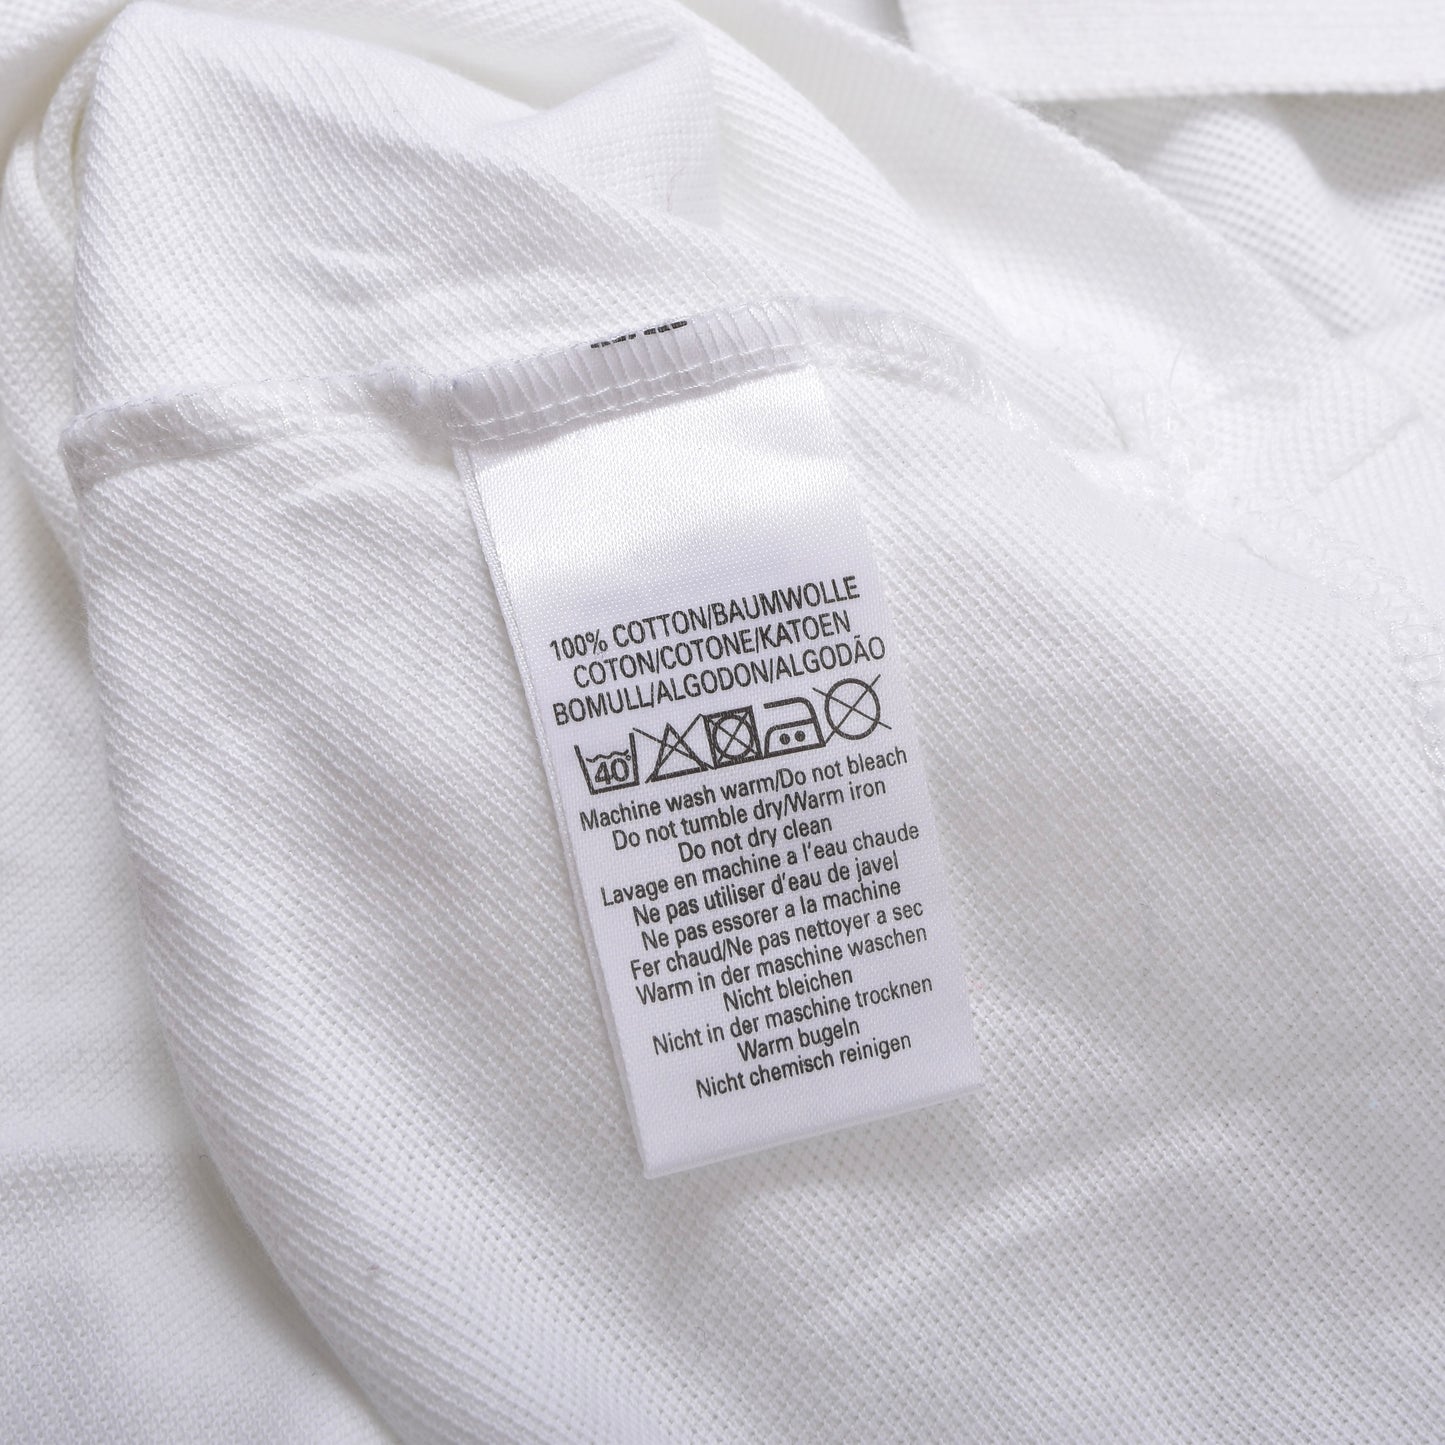 100% COTTON/BAUMWOLLE
COTON/COTONE/KATOEN
BOMULL/ALGODON/ALGODÃO
40°
Machine wash warm/Do not bleach
Do not tumble dry/Warm iron
Do not dry clean
Lavage en machine a l'eau chaude
Ne pas utiliser d'eau de javel
Ne pas essorer a la machine
Fer chaud/Ne pas nettoyer a sec
Warm in der maschine waschen
Nicht bleichen
Nicht in der maschine trocknen
Warm bugeln
Nicht chemisch reinigen